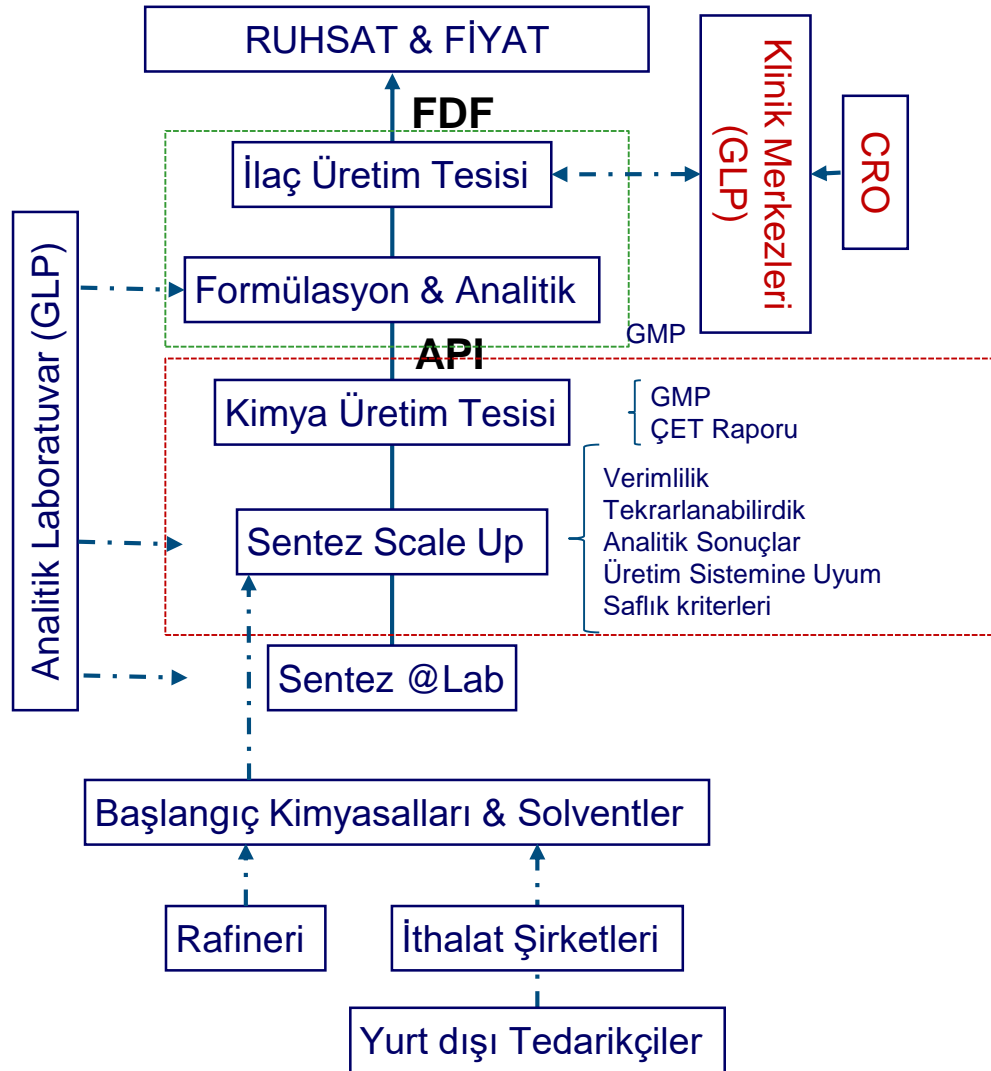 RUHSAT & FİYAT
FDF
İlaç Üretim Tesisi
Klinik Merkezleri
(GLP)
CRO
Analitik Laboratuvar (GLP)
Formülasyon & Analitik
GMP
API
Kimya Üretim Tesisi
GMP
ÇET Raporu
Sentez Scale Up
Verimlilik
Tekrarlanabilirdik
Analitik Sonuçlar
Üretim Sistemine Uyum
Saflık kriterleri
Sentez @Lab
Başlangıç Kimyasalları & Solventler
Rafineri
İthalat Şirketleri
Yurt dışı Tedarikçiler